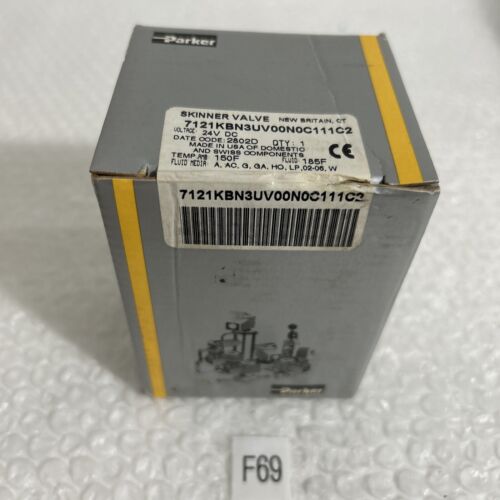 Parker
SKINNER VALVE NEW BRITAIN, CT
7121KBN3UV00N0C111C2
VOLTAGE 24V DC
DATE CODE: 2802D QTY: 1
MADE IN USA OF DOMESTIC
AND SWISS COMPONENTS
TEMP. AMB 150F FLUID: 185F
FLUID MEDIA A, AC, G, GA, HO, LP, 02-06, W
CE
7121KBN3UV00N0C111C2
Parker
F69